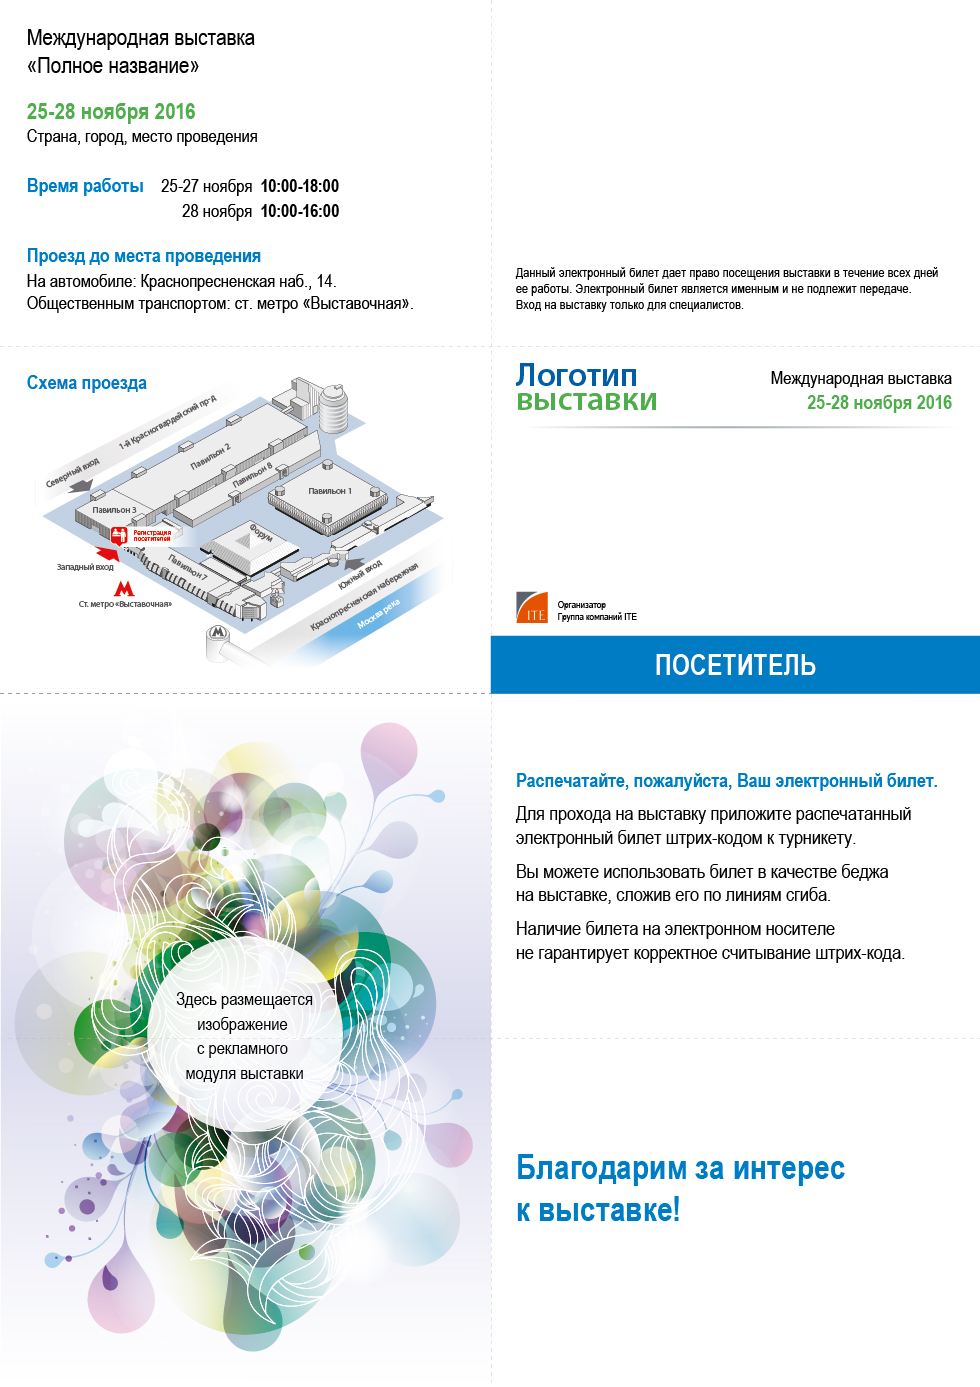 Международная выставка
«Полное название»
25-28 ноября 2016
Страна, город, место проведения
Время работы 25-27 ноября 10:00-18:00
28 ноября 10:00-16:00
Проезд до места проведения
На автомобиле: Краснопресненская наб., 14.
Общественным транспортом: ст. метро «Выставочная».
Данный электронный билет дает право посещения выставки в течение всех дней
ее работы. Электронный билет является именным и не подлежит передаче.
Вход на выставку только для специалистов.
Схема проезда
1-й Красногвардейский пр-д
Северный вход
Павильон 2
Павильон 8
Павильон 1
Павильон 3
Регистрация
посетителей
Форум
Западный вход
Павильон 7
Южный вход
М
Ст. метро «Выставочная»
Краснопресненская набережная
Москва река
М
Логотип
выставки
Международная выставка
25-28 ноября 2016
ITE
Организатор
Группа компаний ITE
ПОСЕТИТЕЛЬ
Здесь размещается
изображение
с рекламного
модуля выставки
Распечатайте, пожалуйста, Ваш электронный билет.
Для прохода на выставку приложите распечатанный
электронный билет штрих-кодом к турникету.
Вы можете использовать билет в качестве беджа
на выставке, сложив его по линиям сгиба.
Наличие билета на электронном носителе
не гарантирует корректное считывание штрих-кода.
Благодарим за интерес
к выставке!